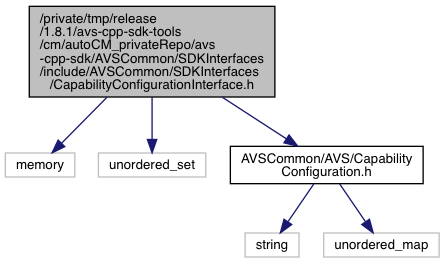 /private/tmp/release
/1.8.1/avs-cpp-sdk-tools
/cm/autoCM_privateRepo/avs
-cpp-sdk/AVSCommon/SDKInterfaces
/include/AVSCommon/SDKInterfaces
/CapabilityConfigurationInterface.h
memory
unordered_set
AVSCommon/AVS/Capability
Configuration.h
string
unordered_map